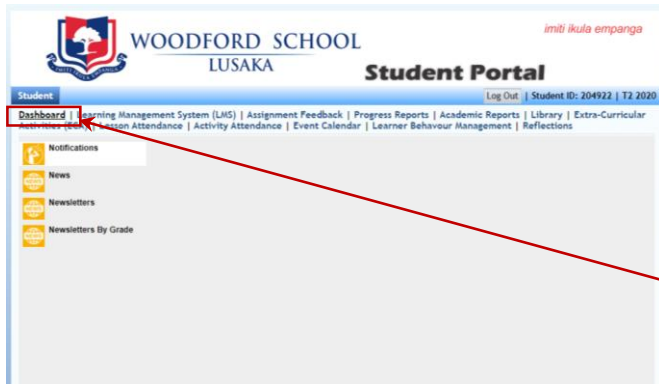 imiti ikula empanga
WOODFORD SCHOOL
LUSAKA
Student Portal
Student
Log Out | Student ID: 204922 | T2 2020
Dashboard | Learning Management System (LMS) | Assignment Feedback | Progress Reports | Academic Reports | Library | Extra-Curricular
Activities (ECA) | Lesson Attendance | Activity Attendance | Event Calendar | Learner Behavour Management | Reflections
Notifications
News
Newsletters
Newsletters By Grade